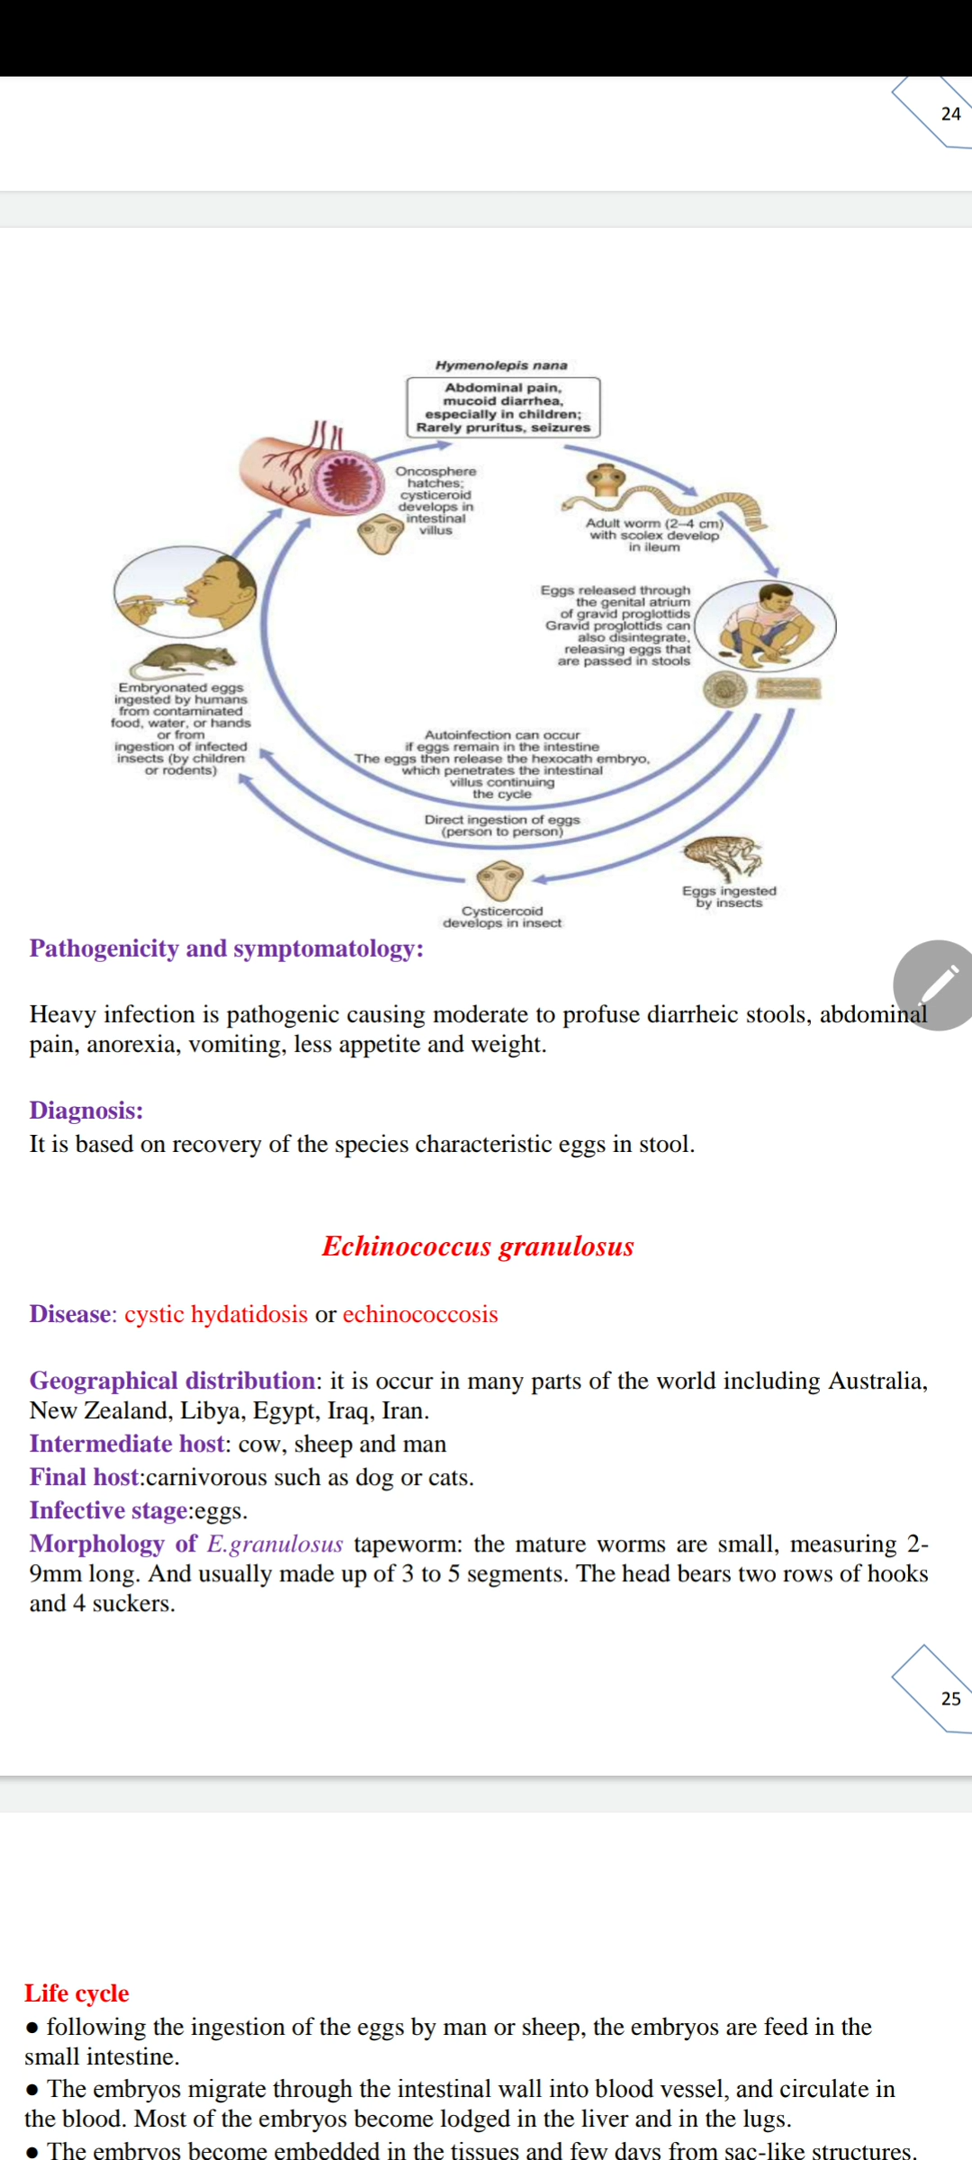 24
Hymenolepis nana
Abdominal pain,
mucoid diarrhea,
especially in children;
Rarely pruritus, seizures
Oncosphere
hatches;
cysticeroid
develops in
intestinal
villus
Adult worm (2–4 cm)
with scolex develop
in ileum
Eggs released through
the genital atrium
of gravid proglottids
Gravid proglottids can
also disintegrate,
releasing eggs that
are passed in stools
Embryonated eggs
ingested by humans
from contaminated
food, water, or hands
or from
ingestion of infected
insects (by children
or rodents)
Autoinfection can occur
if eggs remain in the intestine
The eggs then release the hexocath embryo,
which penetrates the intestinal
villus continuing
the cycle
Direct ingestion of eggs
(person to person)
Eggs ingested
by insects
Cysticercoid
develops in insect
Pathogenicity and symptomatology:
Heavy infection is pathogenic causing moderate to profuse diarrheic stools, abdominal
pain, anorexia, vomiting, less appetite and weight.
Diagnosis:
It is based on recovery of the species characteristic eggs in stool.
Echinococcus granulosus
Disease: cystic hydatidosis or echinococcosis
Geographical distribution: it is occur in many parts of the world including Australia,
New Zealand, Libya, Egypt, Iraq, Iran.
Intermediate host: cow, sheep and man
Final host:carnivorous such as dog or cats.
Infective stage:eggs.
Morphology of E.granulosus tapeworm: the mature worms are small, measuring 2-
9mm long. And usually made up of 3 to 5 segments. The head bears two rows of hooks
and 4 suckers.
25
Life cycle
● following the ingestion of the eggs by man or sheep, the embryos are feed in the
small intestine.
● The embryos migrate through the intestinal wall into blood vessel, and circulate in
the blood. Most of the embryos become lodged in the liver and in the lugs.
● The embryos become embedded in the tissues and few days from sac-like structures.